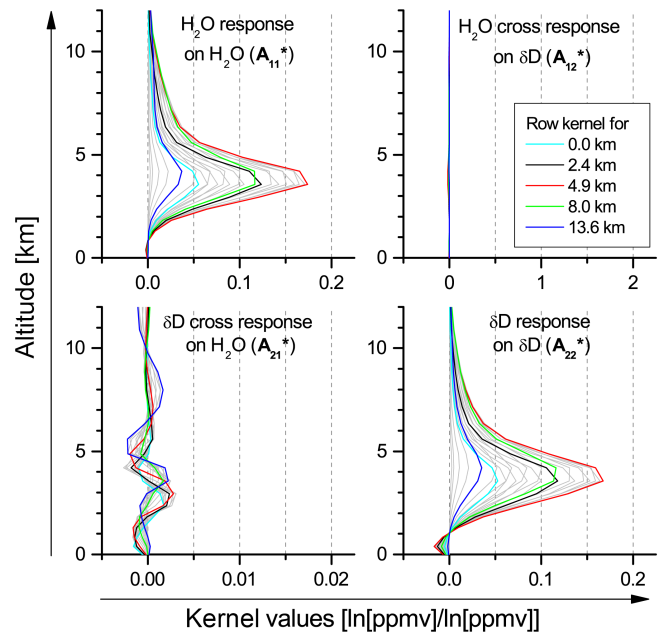 H₂O response
on H₂O (A₁₁*)
10
5
0
0.0
0.1
0.2
H₂O cross response
on δD (A₁₂*)
Row kernel for
0.0 km
2.4 km
4.9 km
8.0 km
13.6 km
10
5
0
0
1
2
δD cross response
on H₂O (A₂₁*)
10
5
0
0.00
0.01
0.02
δD response
on δD (A₂₂*)
10
5
0
0.0
0.1
0.2
Altitude [km]
Kernel values [ln[ppmv]/ln[ppmv]]